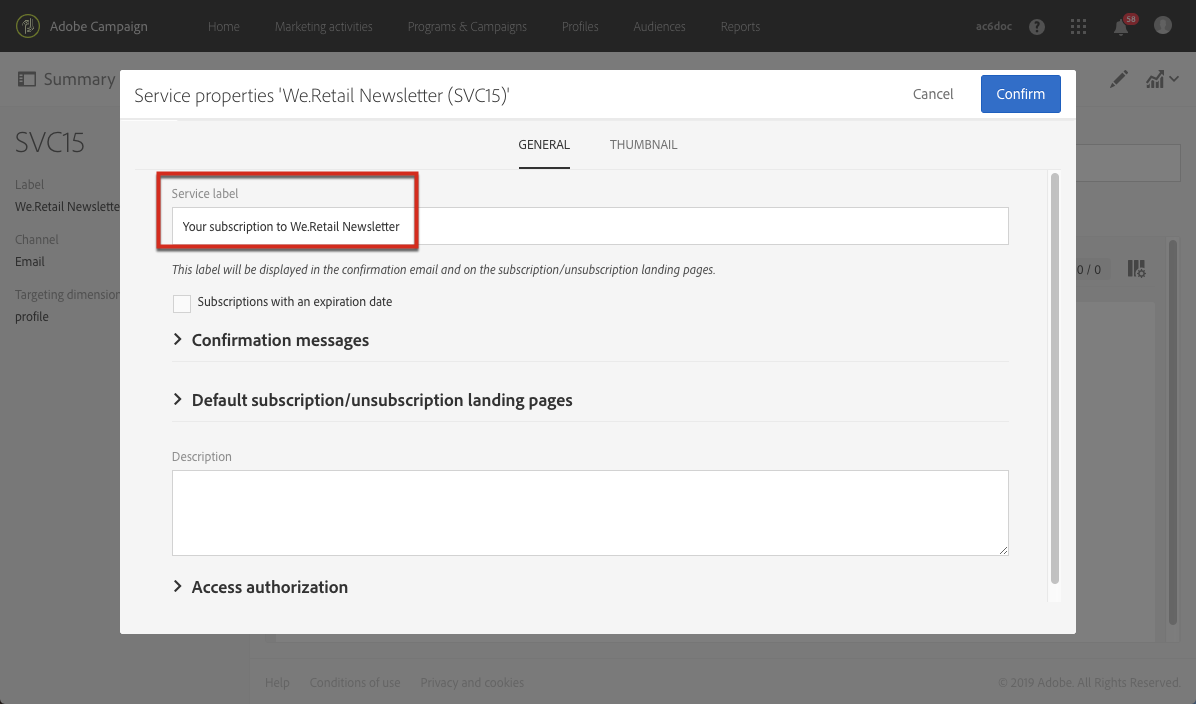 Adobe Campaign
Home
Marketing activities
Programs & Campaigns
Profiles
Audiences
Reports
ac6doc
58
Summary
Service properties 'We.Retail Newsletter (SVC15)'
Cancel
Confirm
SVC15
GENERAL
THUMBNAIL
Label
We.Retail Newslette
Channel
Email
Targeting dimension
profile
Service label
Your subscription to We.Retail Newsletter
This label will be displayed in the confirmation email and on the subscription/unsubscription landing pages.
0 / 0
Subscriptions with an expiration date
Confirmation messages
Default subscription/unsubscription landing pages
Description
Access authorization
Help
Conditions of use
Privacy and cookies
© 2019 Adobe. All Rights Reserved.